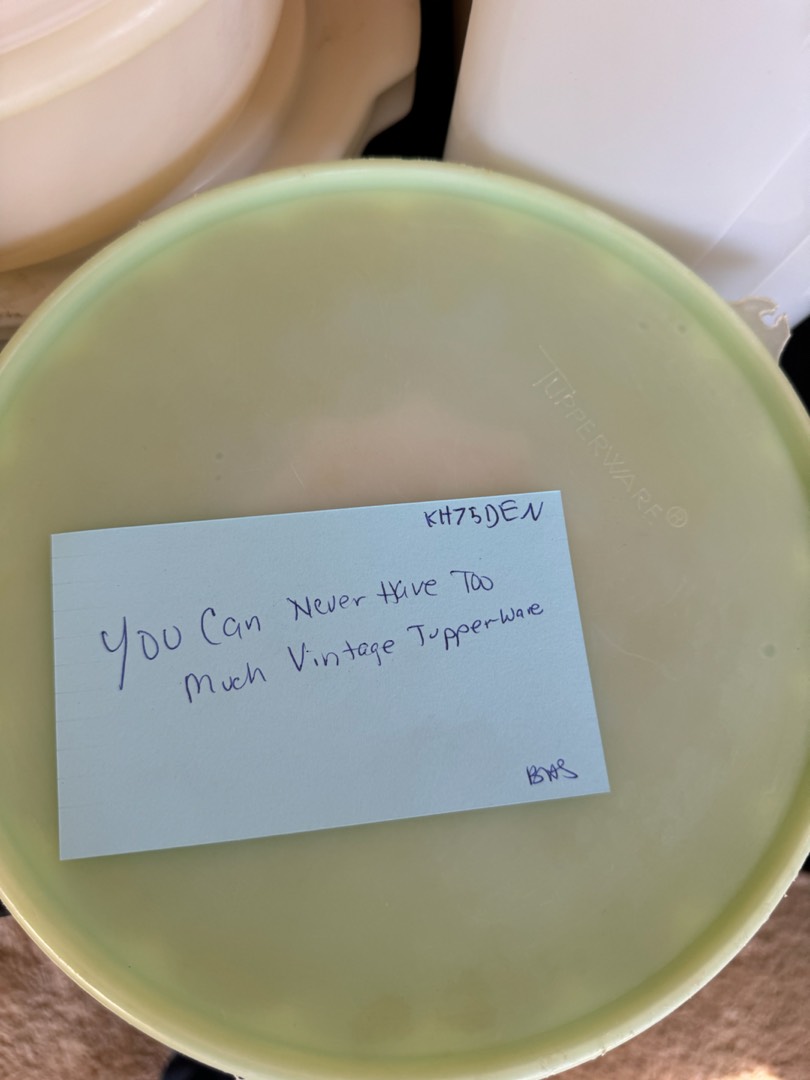 TUPPERWARE®
KH75DEN
You Can Never Have Too
Much Vintage Tupperware